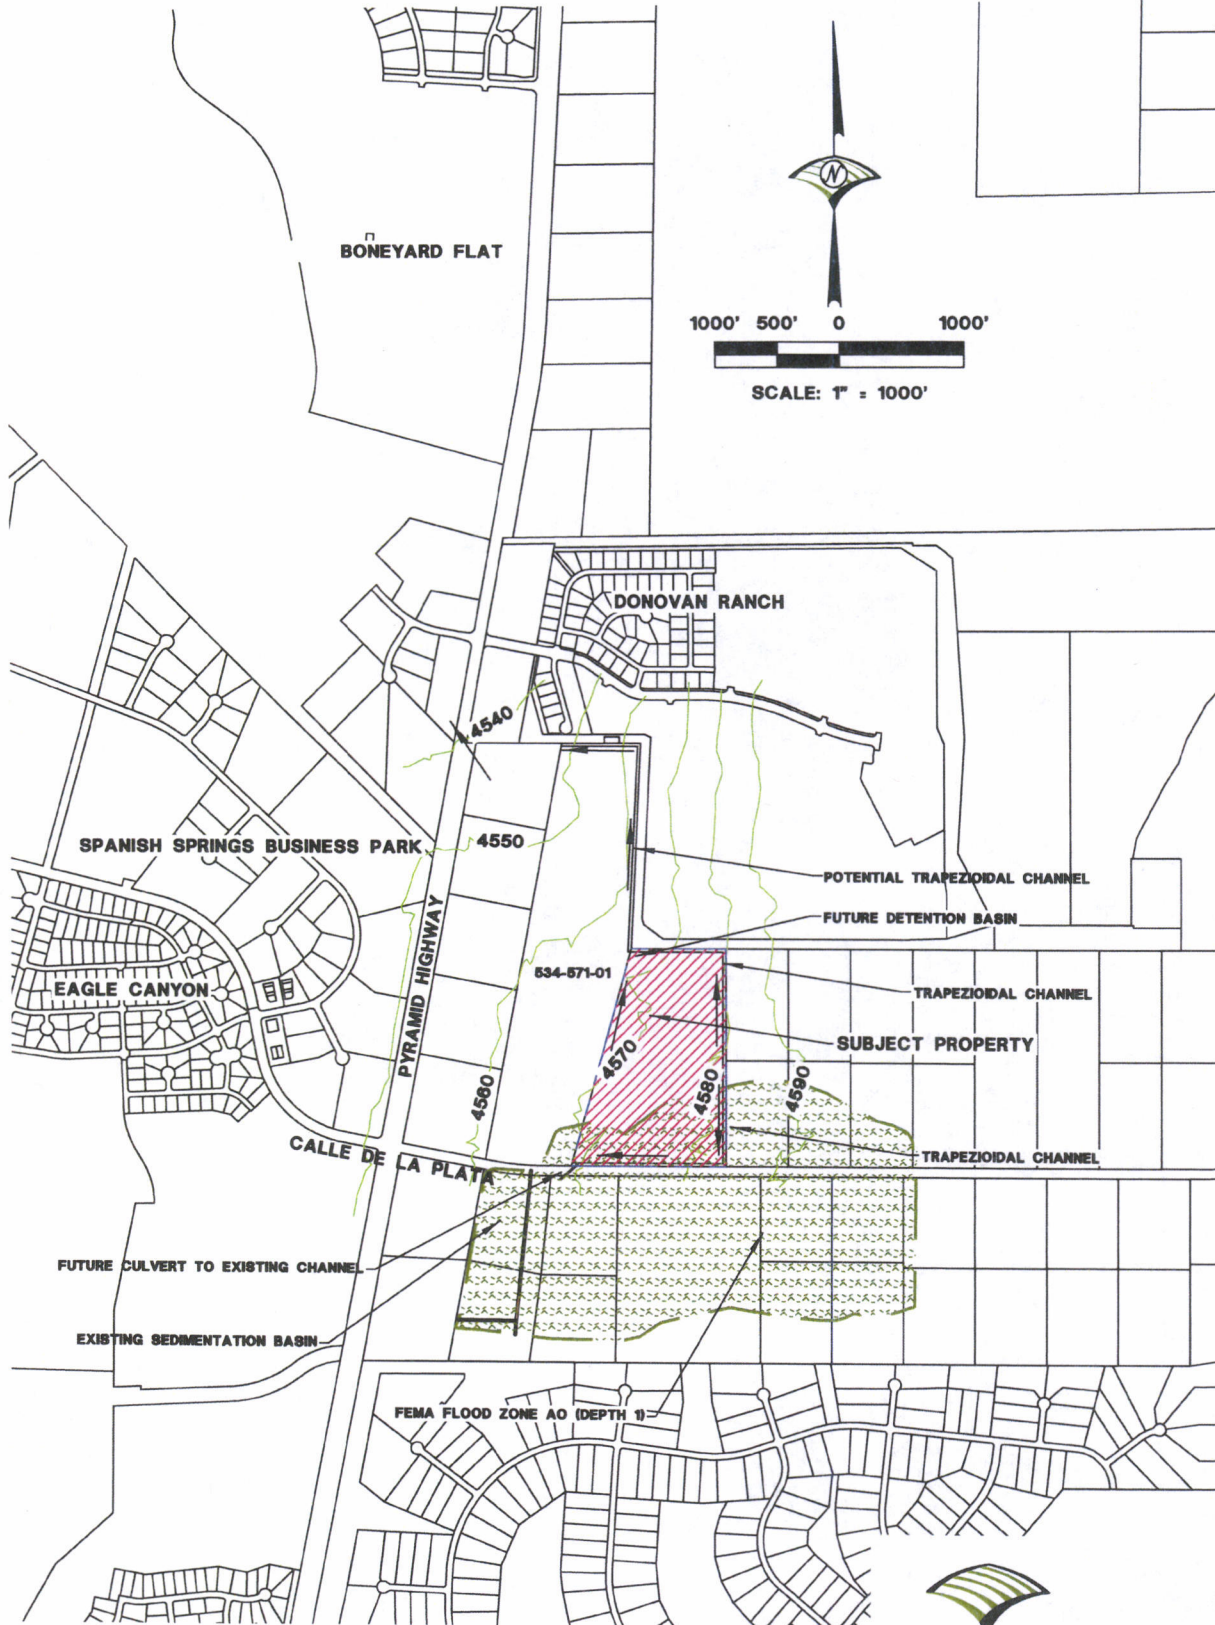 BONEYARD FLAT
N
1000' 500' 0 1000'
SCALE: 1" = 1000'
DONOVAN RANCH
4540
SPANISH SPRINGS BUSINESS PARK
4550
POTENTIAL TRAPEZIOIDAL CHANNEL
FUTURE DETENTION BASIN
PYRAMID HIGHWAY
534-571-01
EAGLE CANYON
TRAPEZIOIDAL CHANNEL
SUBJECT PROPERTY
4570
4560
4580
4590
CALLE DE LA PLATA
TRAPEZIOIDAL CHANNEL
FUTURE CULVERT TO EXISTING CHANNEL
EXISTING SEDIMENTATION BASIN
FEMA FLOOD ZONE AO (DEPTH 1)